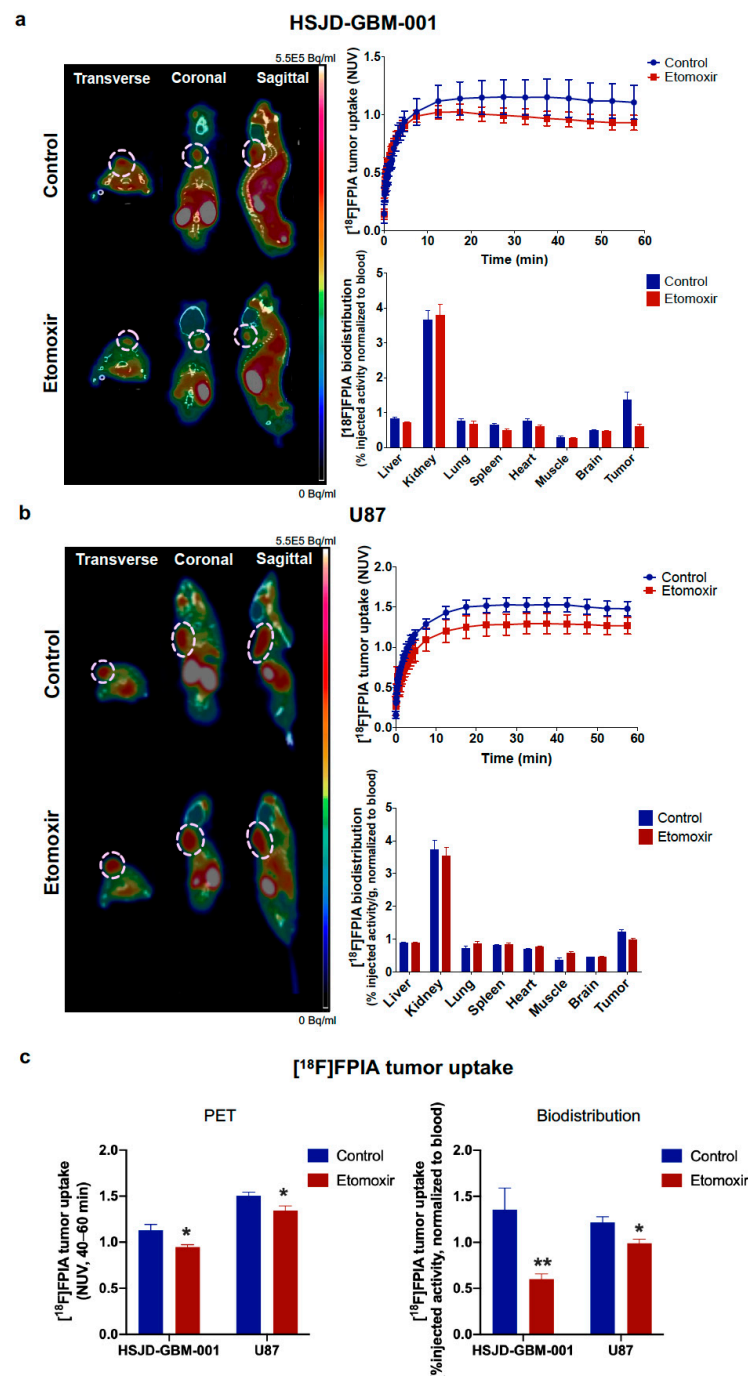 a
HSJD-GBM-001
5.5E5 Bq/ml
Transverse Coronal Sagittal
Control
Etomoxir
0 Bq/ml
[¹⁸F]FPIA tumor uptake (NUV)
1.5
1.0
0.5
0.0
0 10 20 30 40 50 60
Time (min)
Control
Etomoxir
[18F]FPIA biodistribution
(% injected activity normalized to blood)
5
4
3
2
1
0
Liver Kidney Lung Spleen Heart Muscle Brain Tumor
Control
Etomoxir
b
U87
5.5E5 Bq/ml
Transverse Coronal Sagittal
Control
Etomoxir
0 Bq/ml
[¹⁸F]FPIA tumor uptake (NUV)
2.0
1.5
1.0
0.5
0.0
0 10 20 30 40 50 60
Time (min)
Control
Etomoxir
[¹⁸F]FPIA biodistribution
(% injected activity/g, normalized to blood)
5
4
3
2
1
0
Liver Kidney Lung Spleen Heart Muscle Brain Tumor
Control
Etomoxir
c
[¹⁸F]FPIA tumor uptake
PET
[¹⁸F]FPIA tumor uptake
(NUV, 40–60 min)
2.0
1.5
1.0
0.5
0.0
* *
HSJD-GBM-001 U87
Control
Etomoxir
Biodistribution
[¹⁸F]FPIA tumor uptake
%injected activity, normalized to blood)
2.0
1.5
1.0
0.5
0.0
** *
HSJD-GBM-001 U87
Control
Etomoxir